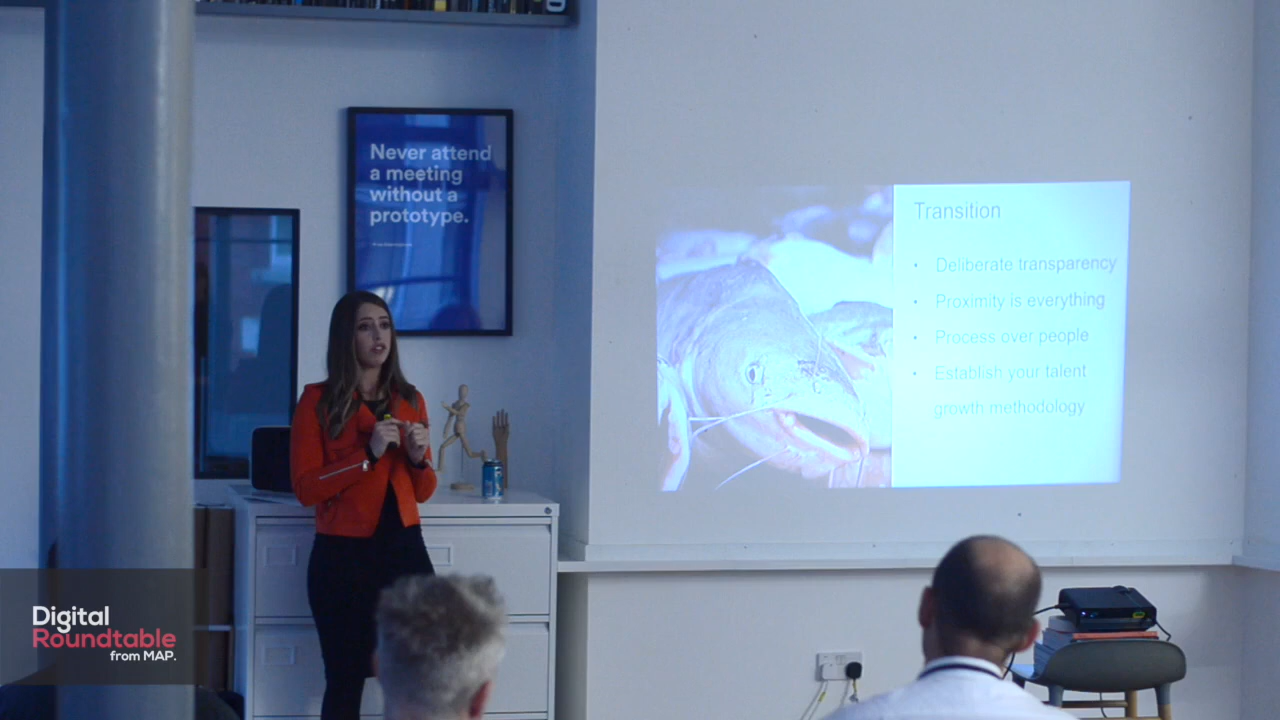 Never attend
a meeting
without a
prototype.
Transition
• Deliberate transparency
• Proximity is everything
• Process over people
• Establish your talent
growth methodology
Digital
Roundtable
from MAP.